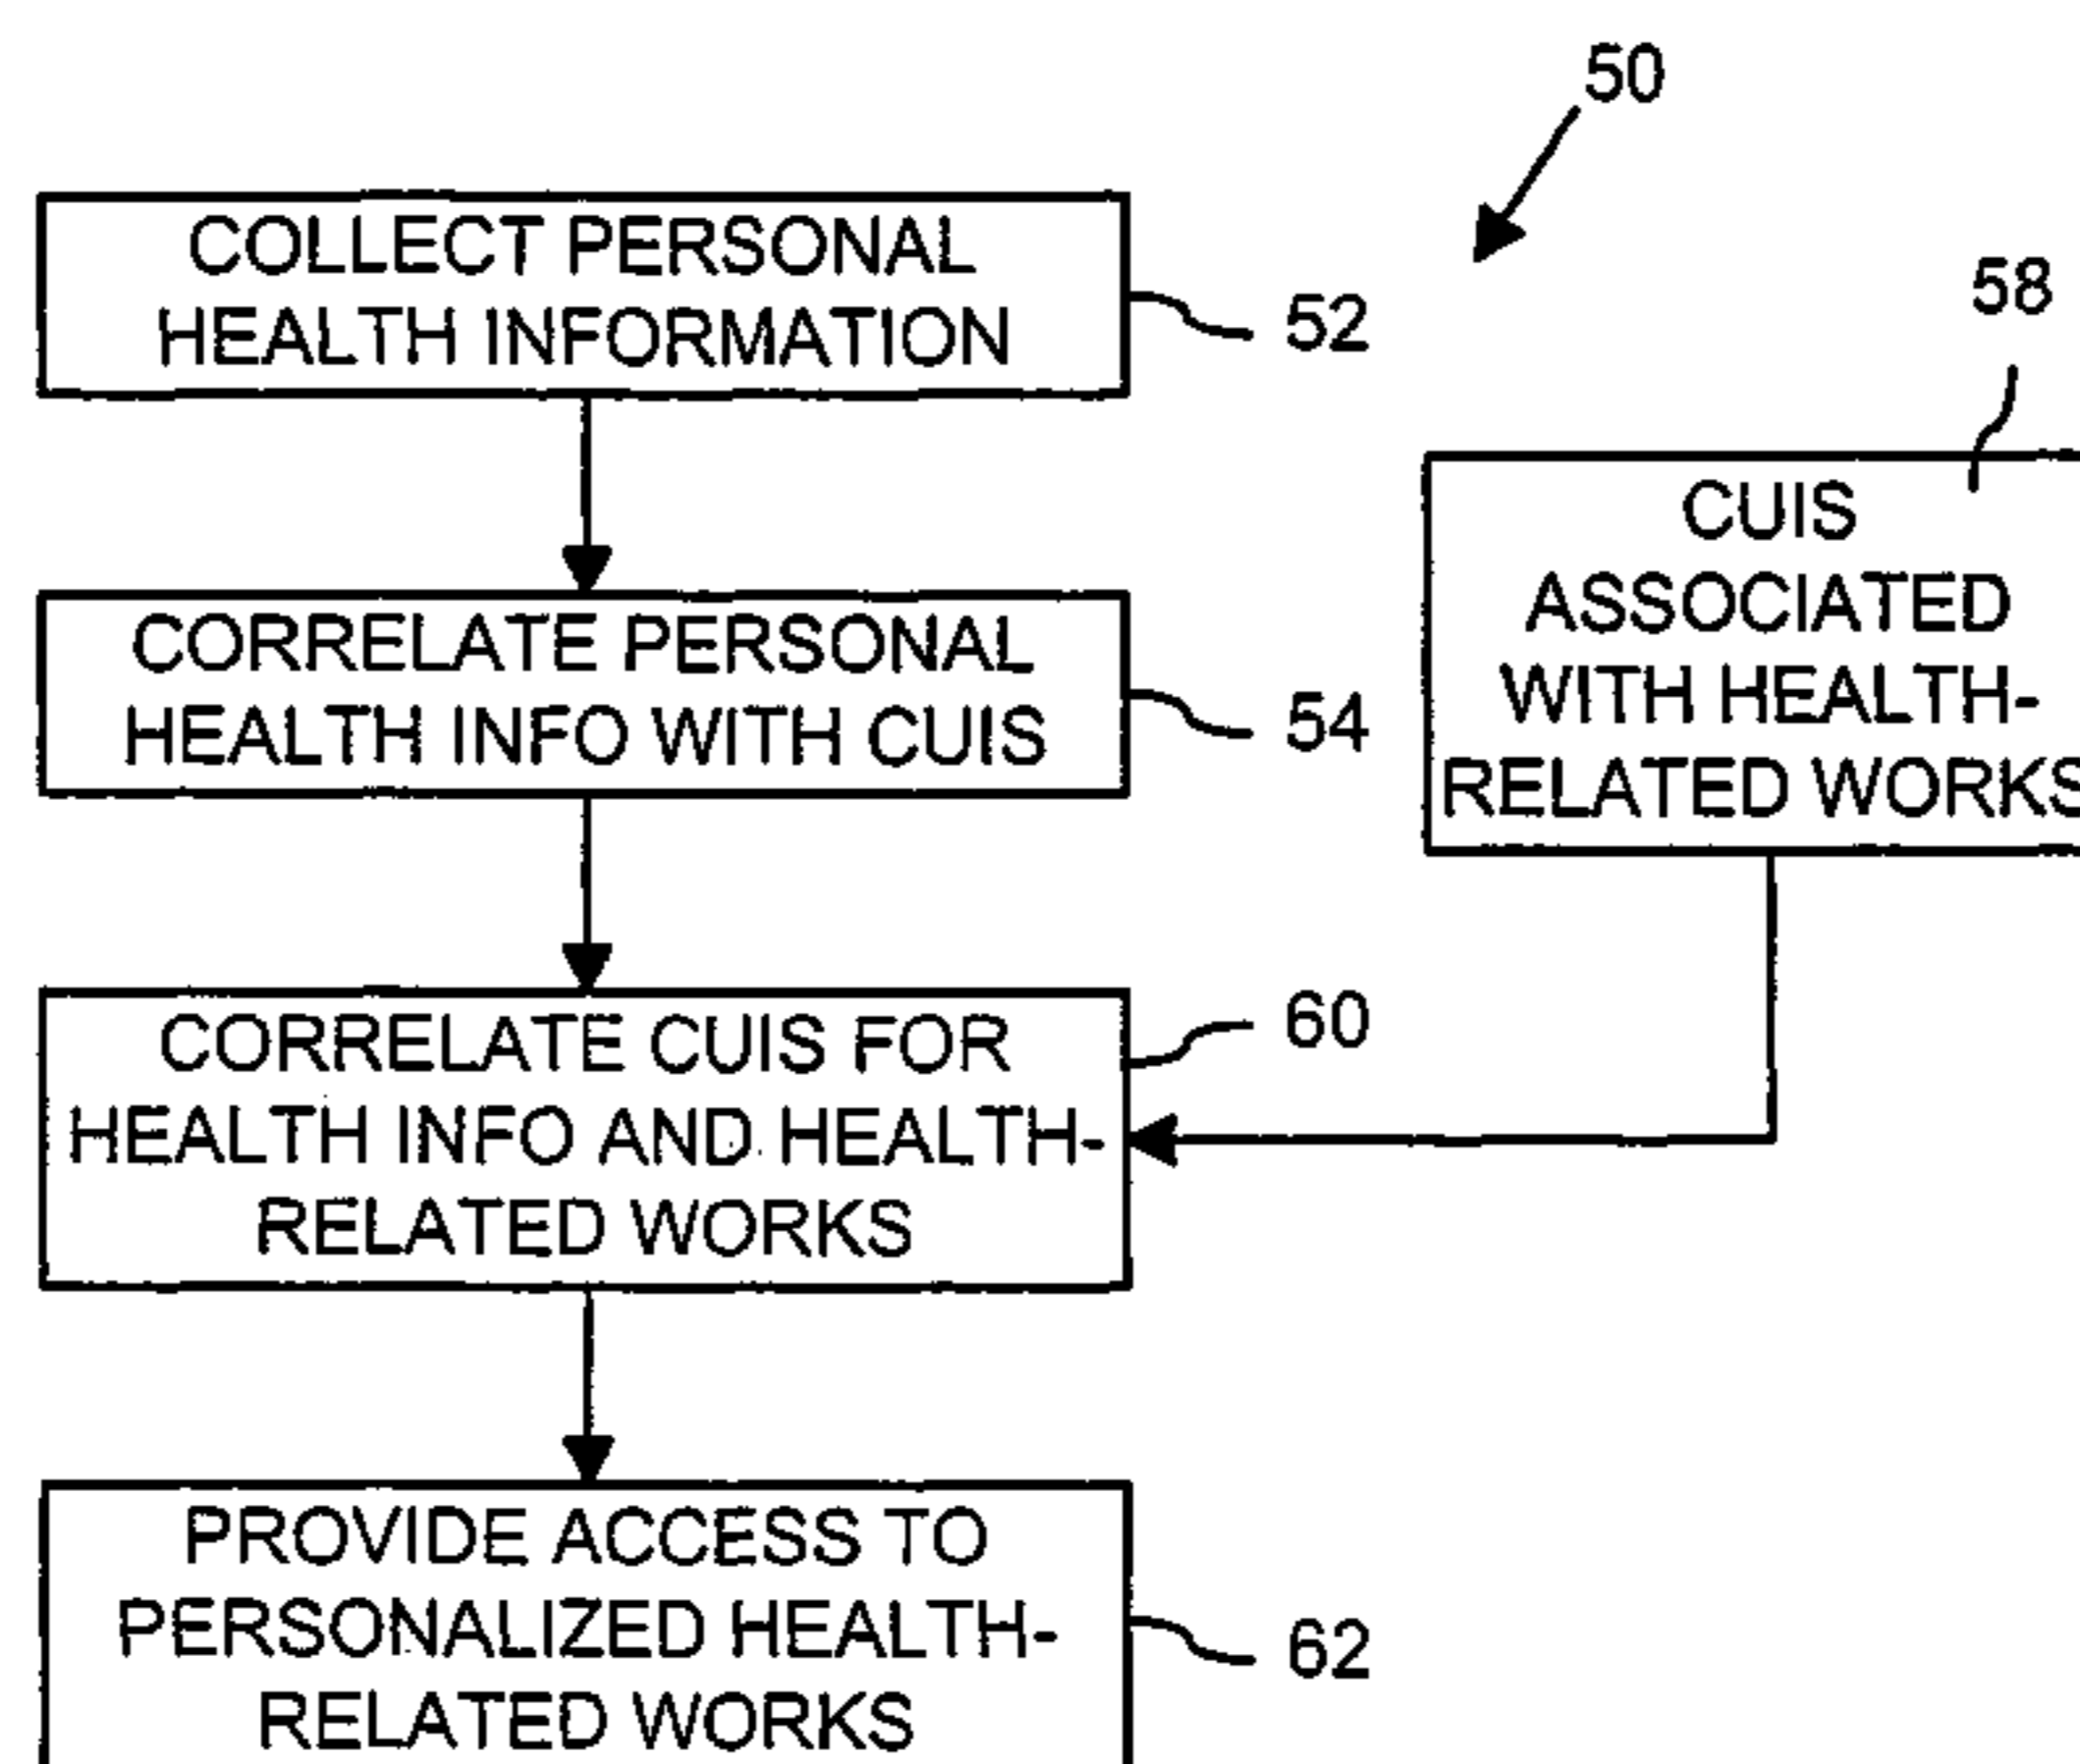 50
COLLECT PERSONAL
HEALTH INFORMATION
52
58
CORRELATE PERSONAL
HEALTH INFO WITH CUIS
54
CUIS
ASSOCIATED
WITH HEALTH-
RELATED WORKS
CORRELATE CUIS FOR
HEALTH INFO AND HEALTH-
RELATED WORKS
60
PROVIDE ACCESS TO
PERSONALIZED HEALTH-
RELATED WORKS
62